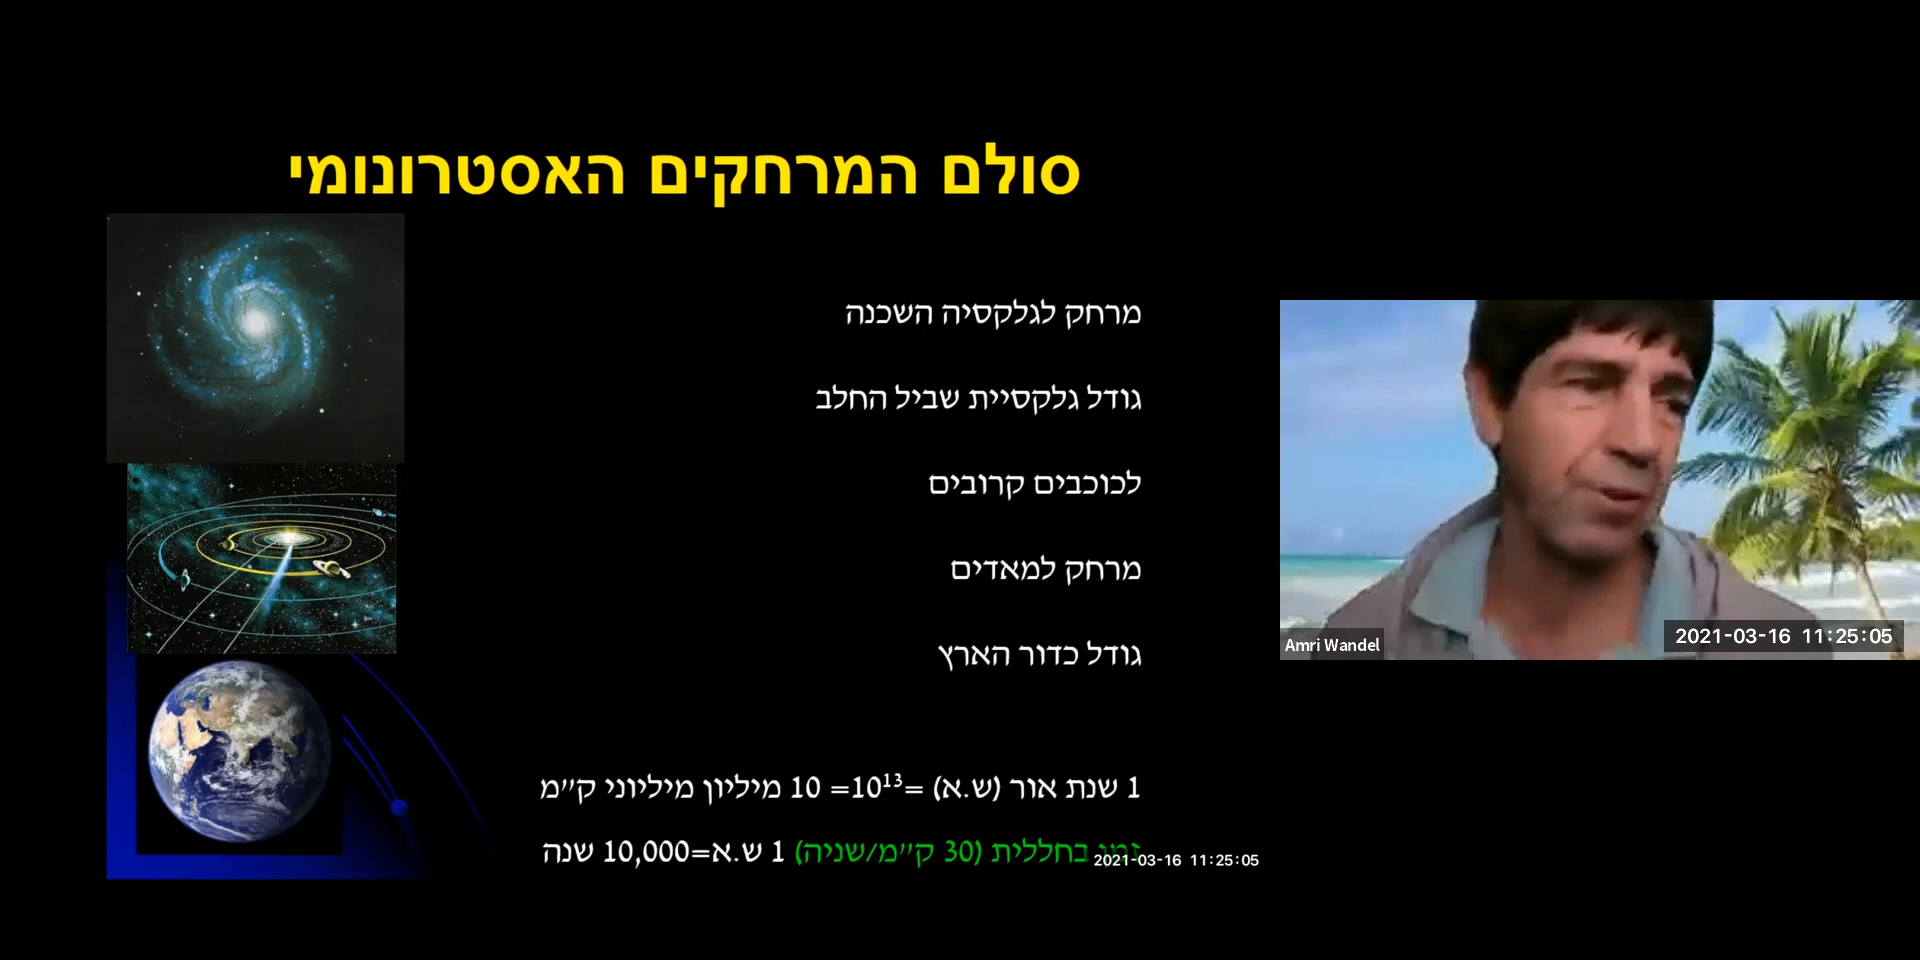 סולם המרחקים האסטרונומי
מרחק לגלקסיה השכנה
גודל גלקסיית שביל החלב
לכוכבים קרובים
מרחק למאדים
גודל כדור הארץ
1 שנת אור (ש.א) =10¹³= 10 מיליון מיליוני ק"מ
זמן בחללית (30 ק"מ/שניה) 1 ש.א=10,000 שנה
2021-03-16 11:25:05
Amri Wandel
2021-03-16 11:25:05